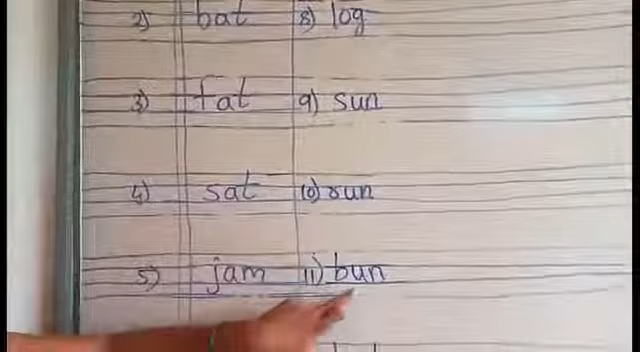 2) bat 8) log
3) fat 9) sun
4) sat 10) run
5) jam 11) bun